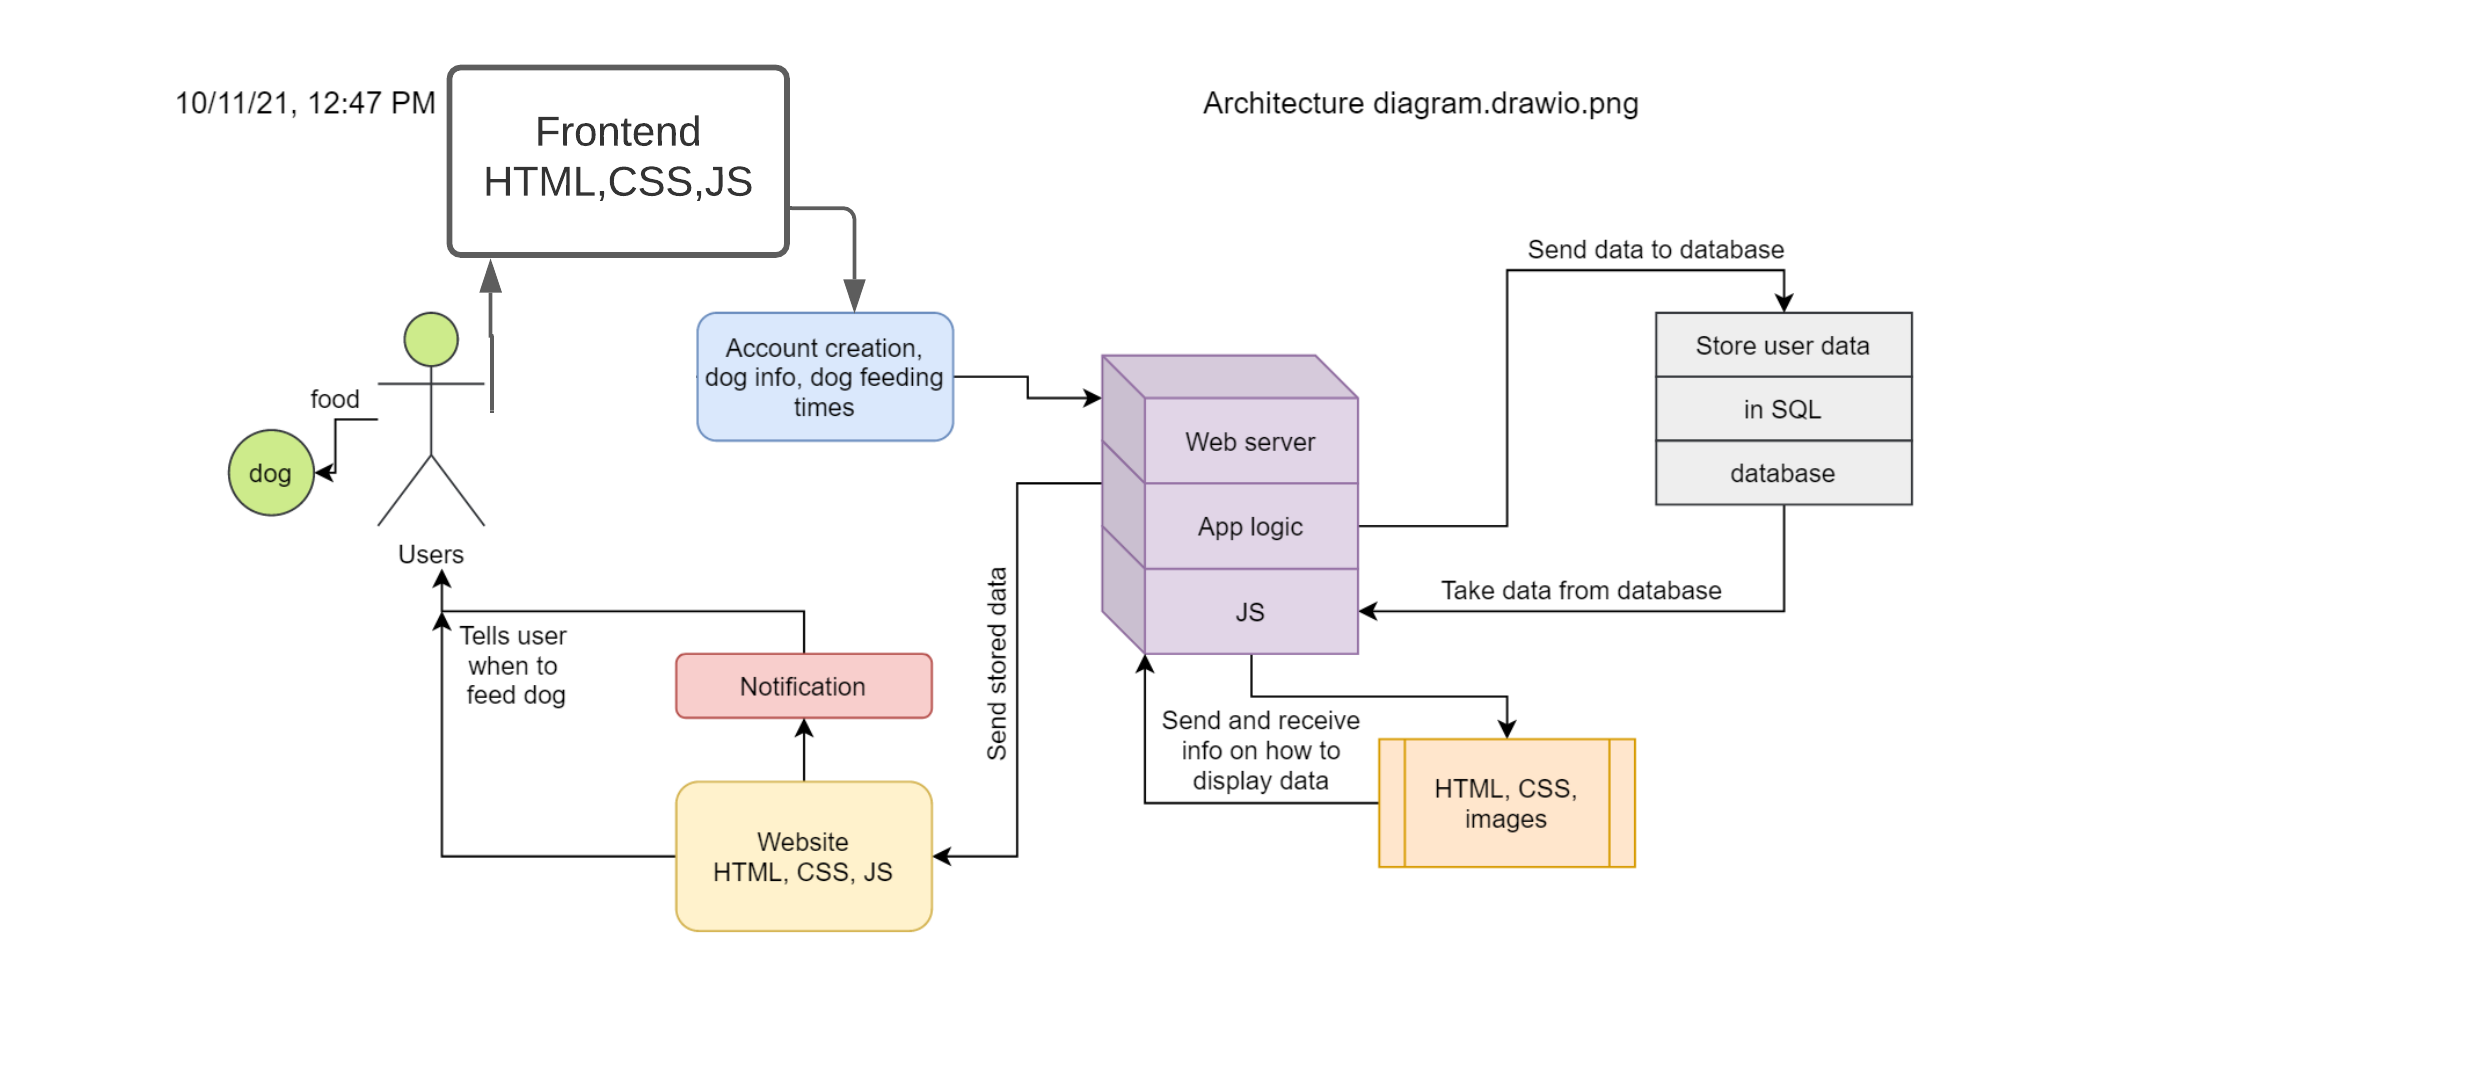 10/11/21, 12:47 PM
Architecture diagram.drawio.png
Frontend
HTML,CSS,JS
Send data to database
Account creation,
dog info, dog feeding
times
Store user data
in SQL
database
food
dog
Users
Web server
App logic
JS
Take data from database
Tells user
when to
feed dog
Notification
Send stored data
Send and receive
info on how to
display data
HTML, CSS,
images
Website
HTML, CSS, JS